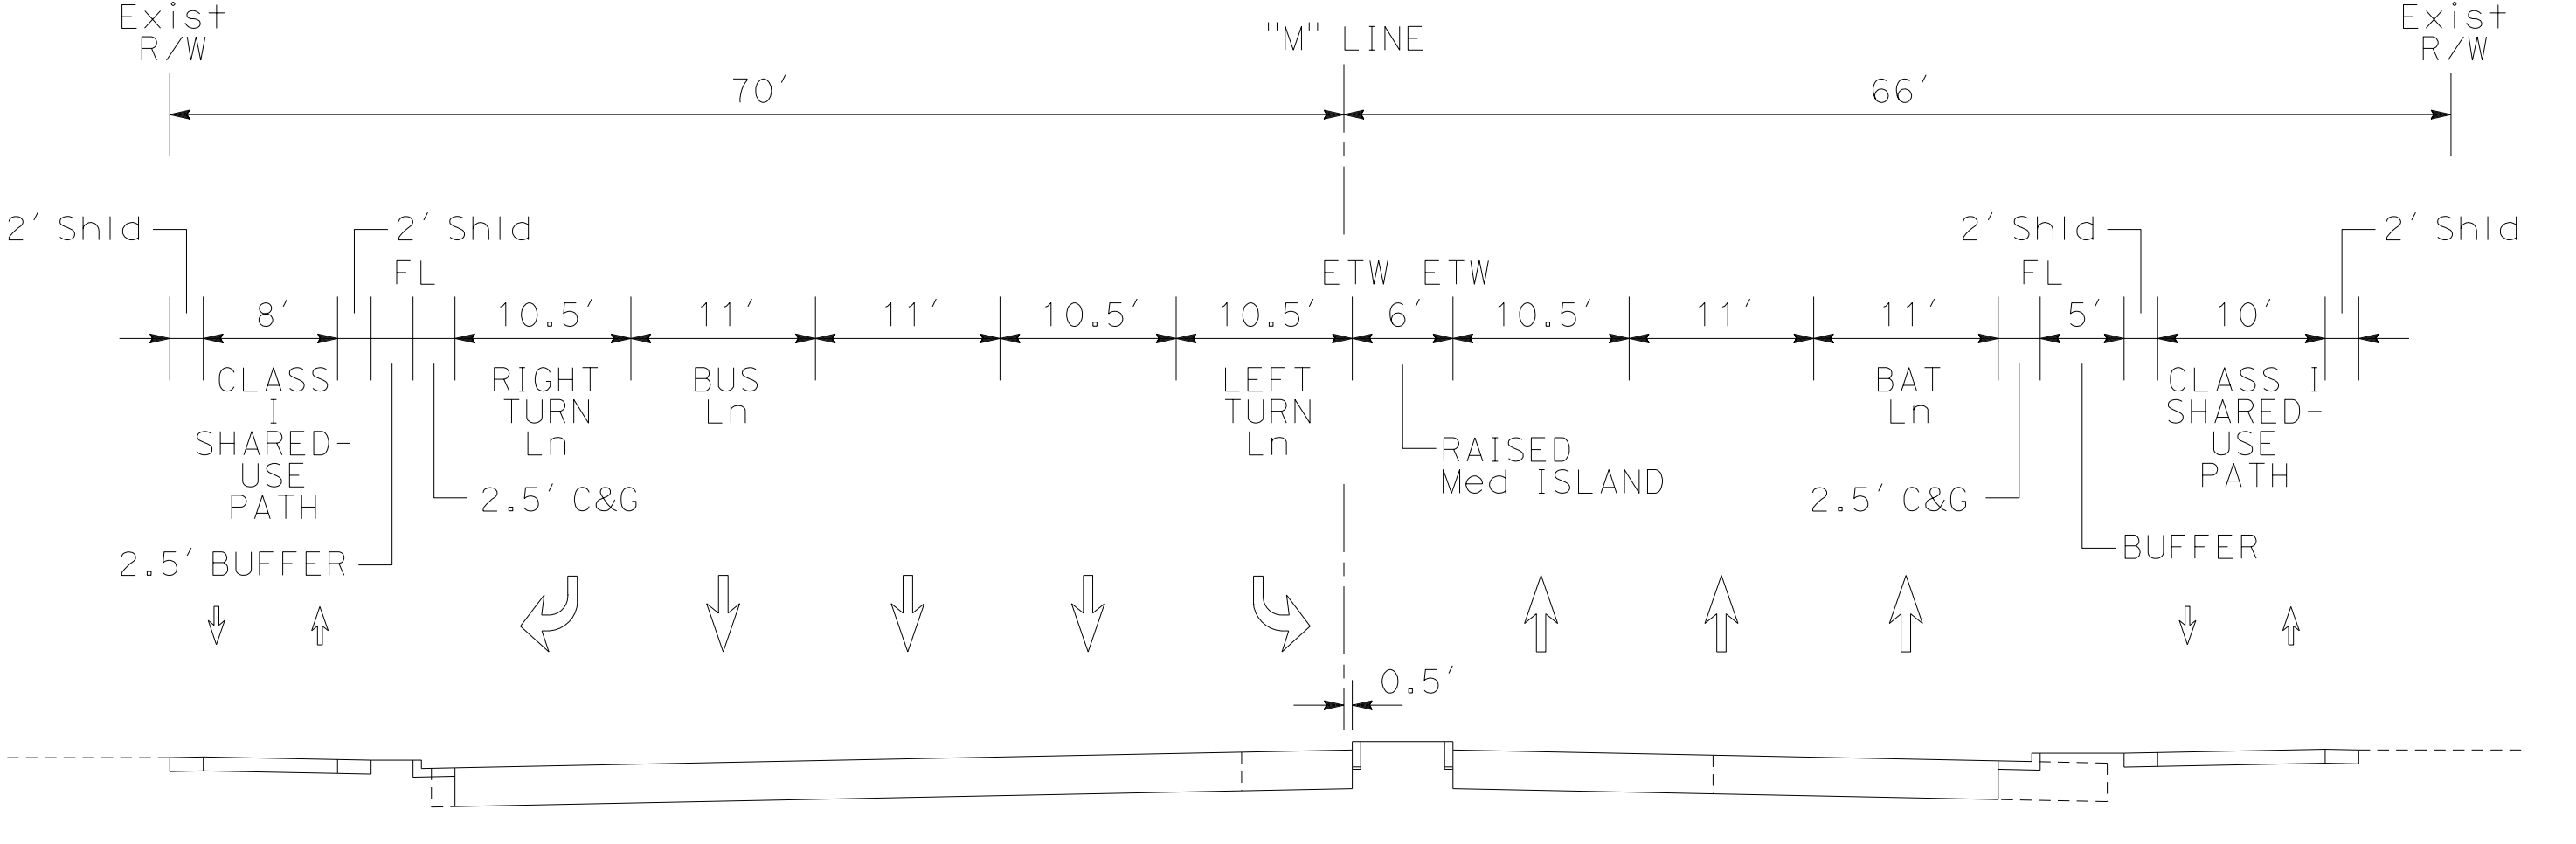 Exist
R/W
"M" LINE
Exist
R/W
70'
66'
2' Shld
2' Shld
2' Shld
2' Shld
FL
ETW ETW
FL
8'
10.5'
11'
11'
10.5'
10.5'
6'
10.5'
11'
11'
5'
10'
CLASS
I
SHARED-
USE
PATH
RIGHT
TURN
Ln
BUS
Ln
LEFT
TURN
Ln
RAISED
Med ISLAND
BAT
Ln
CLASS I
SHARED-
USE
PATH
2.5' C&G
2.5' C&G
2.5' BUFFER
BUFFER
0.5'